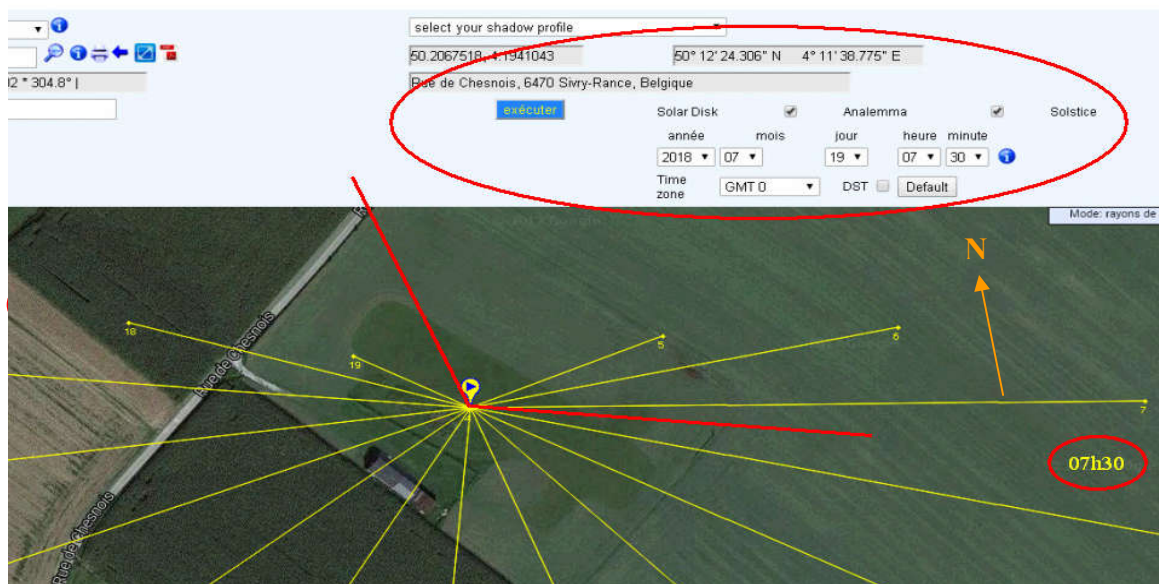 select your shadow profile
50.2067518, 4.1941043 50° 12' 24.306" N 4° 11' 38.775" E
02 * 304.8° | Rue de Chesnois, 6470 Sivry-Rance, Belgique
exécuter Solar Disk Analemma Solstice
année mois jour heure minute
2018 07 19 07 30
Time zone GMT 0 DST Default
Mode: rayons de
N
18
19
5
6
7
Rue de Chesnois
07h30
Rue de Chesnois